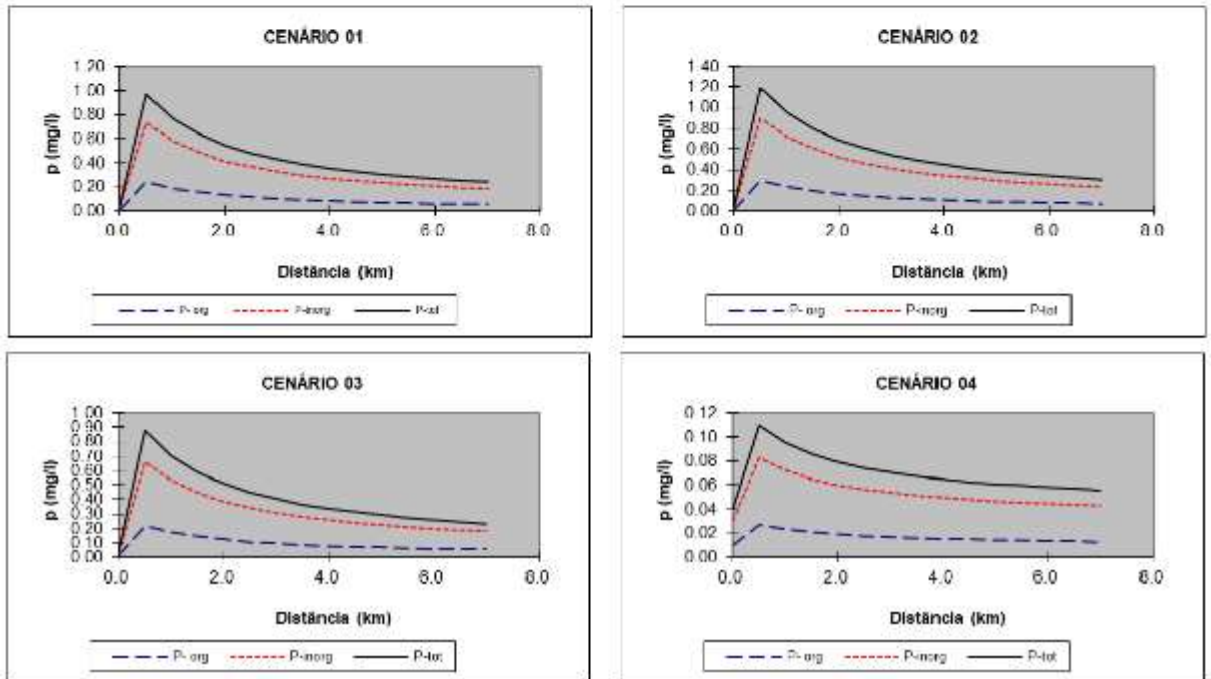 CENÁRIO 01
p (mg/l)
1.20
1.00
0.80
0.60
0.40
0.20
0.00
0.0 2.0 4.0 6.0 8.0
Distância (km)
P- org P-inorg P-tot
CENÁRIO 02
p (mg/l)
1.40
1.20
1.00
0.80
0.60
0.40
0.20
0.00
0.0 2.0 4.0 6.0 8.0
Distância (km)
P- org P-inorg P-tot
CENÁRIO 03
p (mg/l)
1.00
0.90
0.80
0.70
0.60
0.50
0.40
0.30
0.20
0.10
0.00
0.0 2.0 4.0 6.0 8.0
Distância (km)
P- org P-inorg P-tot
CENÁRIO 04
p (mg/l)
0.12
0.10
0.08
0.06
0.04
0.02
0.00
0.0 2.0 4.0 6.0 8.0
Distância (km)
P- org P-inorg P-tot